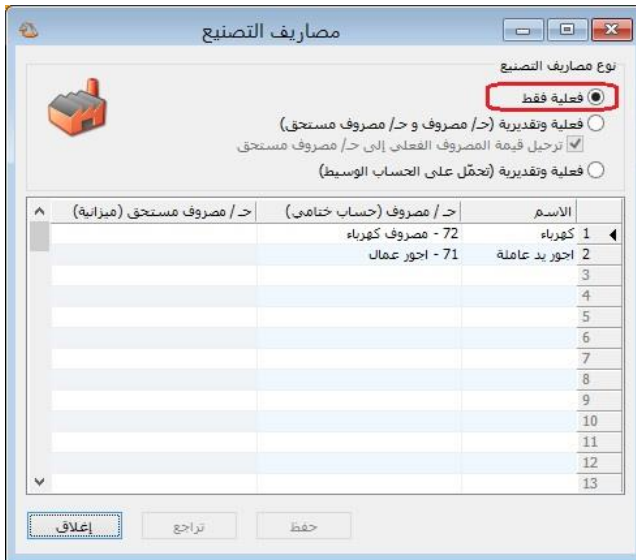 مصاريف التصنيع
نوع مصاريف التصنيع
فعلية فقط
فعلية وتقديرية (حـ/ مصروف و حـ/ مصروف مستحق)
ترحيل قيمة المصروف الفعلي إلى حـ/ مصروف مستحق
فعلية وتقديرية (تحمّل على الحساب الوسيط)
الاسم حـ / مصروف (حساب ختامي) حـ / مصروف مستحق (ميزانية)
1 كهرباء 72 - مصروف كهرباء
2 اجور يد عاملة 71 - اجور عمال
3
4
5
6
7
8
9
10
11
12
13
حفظ تراجع إغلاق